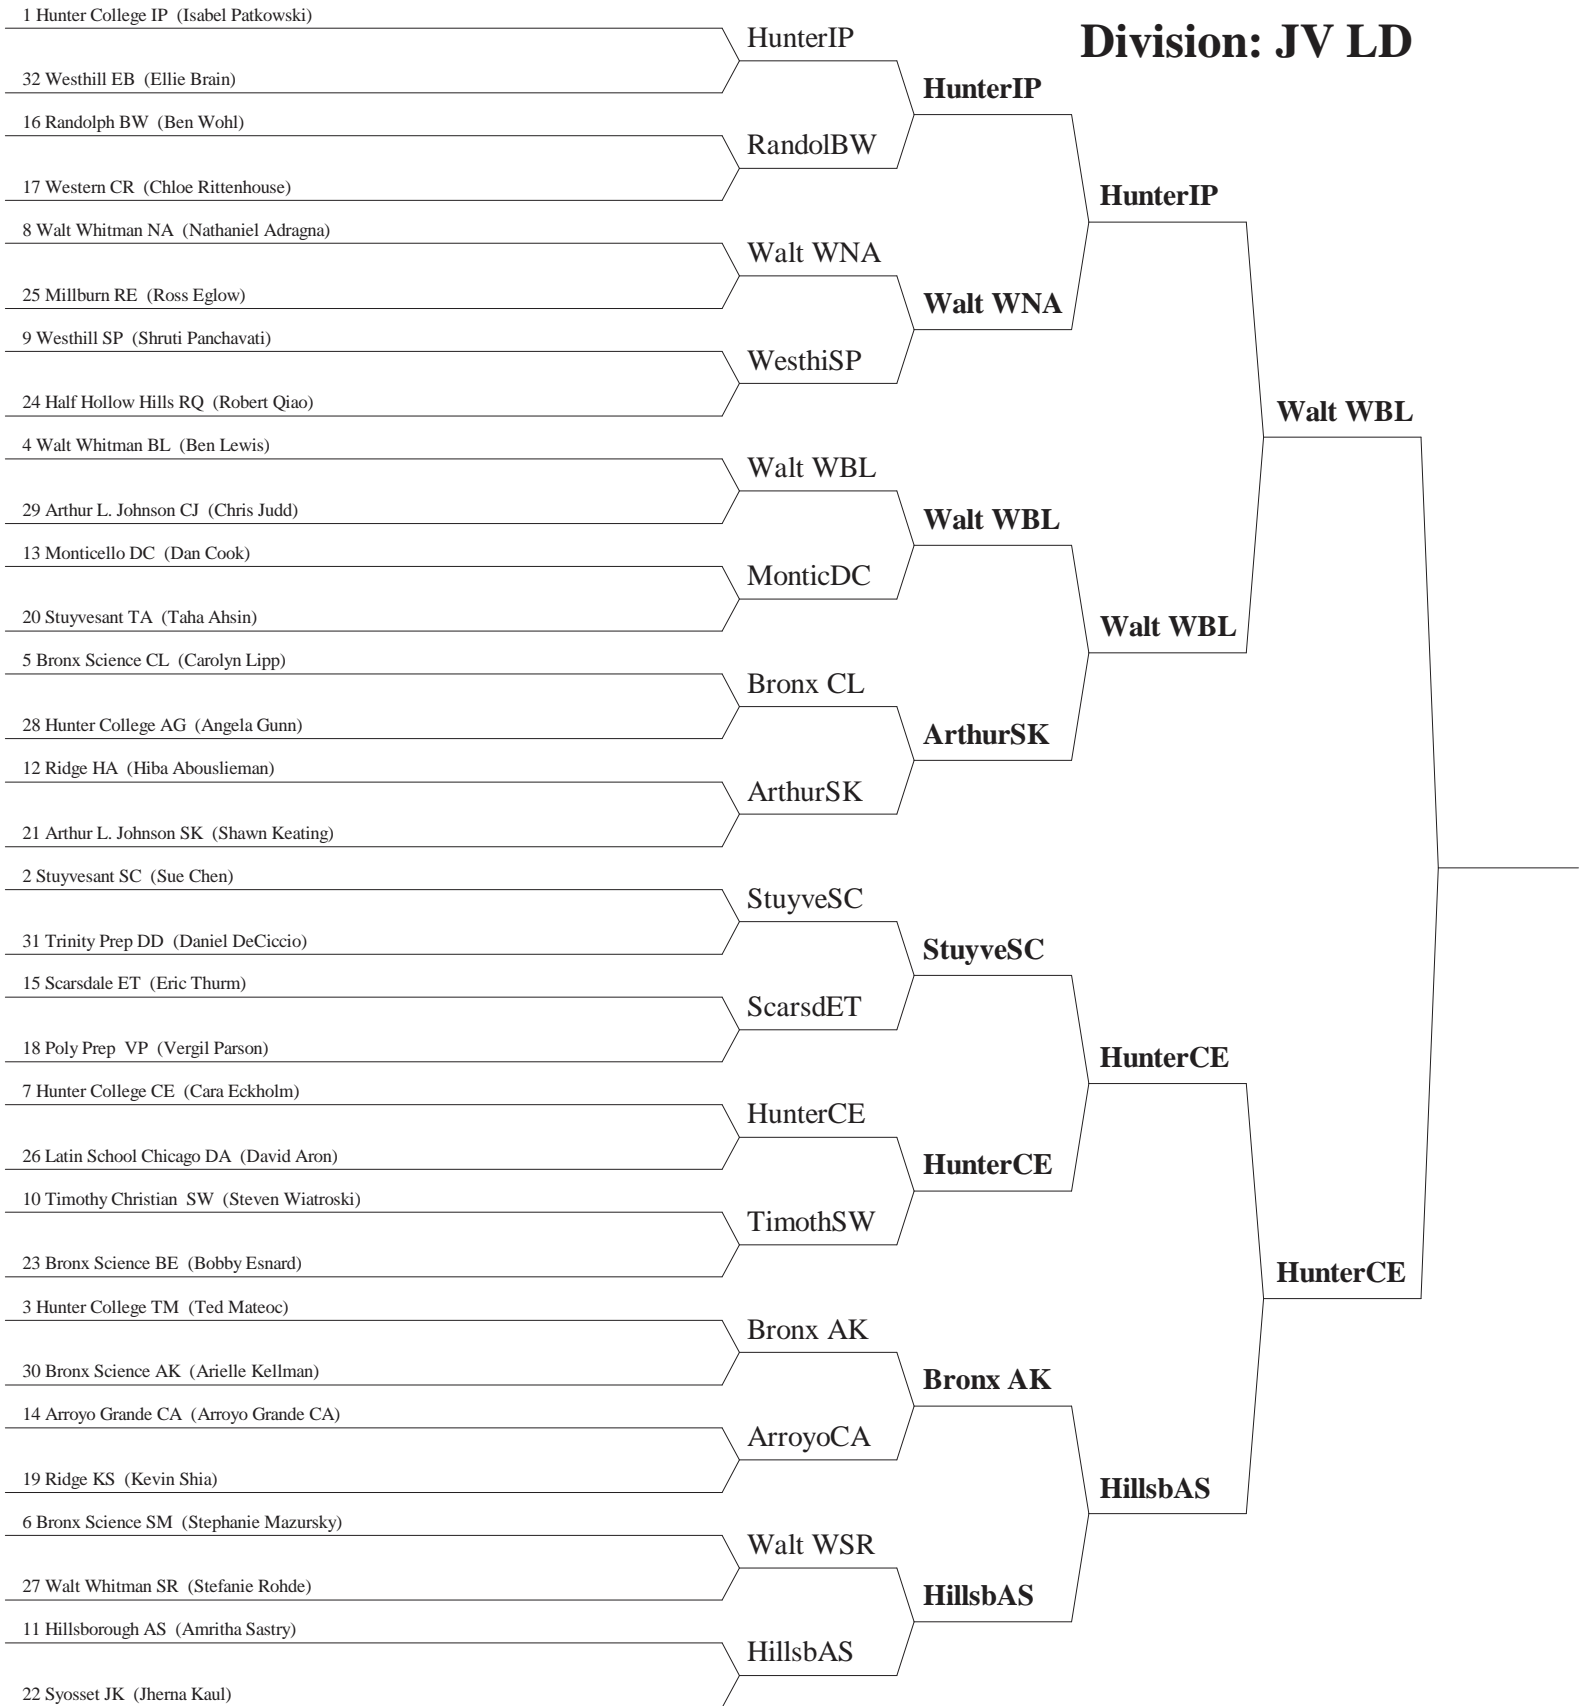 Division: JV LD
1 Hunter College IP  (Isabel Patkowski)
HunterIP
32 Westhill EB  (Ellie Brain)
HunterIP
16 Randolph BW  (Ben Wohl)
RandolBW
17 Western CR  (Chloe Rittenhouse)
HunterIP
8 Walt Whitman NA  (Nathaniel Adragna)
Walt WNA
25 Millburn RE  (Ross Eglow)
Walt WNA
9 Westhill SP  (Shruti Panchavati)
WesthiSP
24 Half Hollow Hills RQ  (Robert Qiao)
Walt WBL
4 Walt Whitman BL  (Ben Lewis)
Walt WBL
29 Arthur L. Johnson CJ  (Chris Judd)
Walt WBL
13 Monticello DC  (Dan Cook)
MonticDC
20 Stuyvesant TA  (Taha Ahsin)
Walt WBL
5 Bronx Science CL  (Carolyn Lipp)
Bronx CL
28 Hunter College AG  (Angela Gunn)
ArthurSK
12 Ridge HA  (Hiba Abouslieman)
ArthurSK
21 Arthur L. Johnson SK  (Shawn Keating)
2 Stuyvesant SC  (Sue Chen)
StuyveSC
31 Trinity Prep DD  (Daniel DeCiccio)
StuyveSC
15 Scarsdale ET  (Eric Thurm)
ScarsdET
18 Poly Prep  VP  (Vergil Parson)
HunterCE
7 Hunter College CE  (Cara Eckholm)
HunterCE
26 Latin School Chicago DA  (David Aron)
HunterCE
10 Timothy Christian  SW  (Steven Wiatroski)
TimothSW
23 Bronx Science BE  (Bobby Esnard)
HunterCE
3 Hunter College TM  (Ted Mateoc)
Bronx AK
30 Bronx Science AK  (Arielle Kellman)
Bronx AK
14 Arroyo Grande CA  (Arroyo Grande CA)
ArroyoCA
19 Ridge KS  (Kevin Shia)
HillsbAS
6 Bronx Science SM  (Stephanie Mazursky)
Walt WSR
27 Walt Whitman SR  (Stefanie Rohde)
HillsbAS
11 Hillsborough AS  (Amritha Sastry)
HillsbAS
22 Syosset JK  (Jherna Kaul)